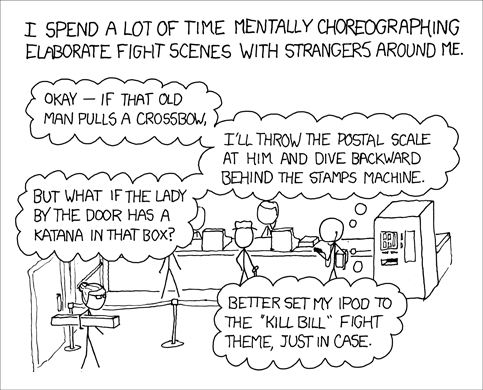 I SPEND A LOT OF TIME MENTALLY CHOREOGRAPHING
ELABORATE FIGHT SCENES WITH STRANGERS AROUND ME.
OKAY — IF THAT OLD
MAN PULLS A CROSSBOW,
I'LL THROW THE POSTAL SCALE
AT HIM AND DIVE BACKWARD
BEHIND THE STAMPS MACHINE.
BUT WHAT IF THE LADY
BY THE DOOR HAS A
KATANA IN THAT BOX?
BETTER SET MY IPOD TO
THE "KILL BILL" FIGHT
THEME, JUST IN CASE.